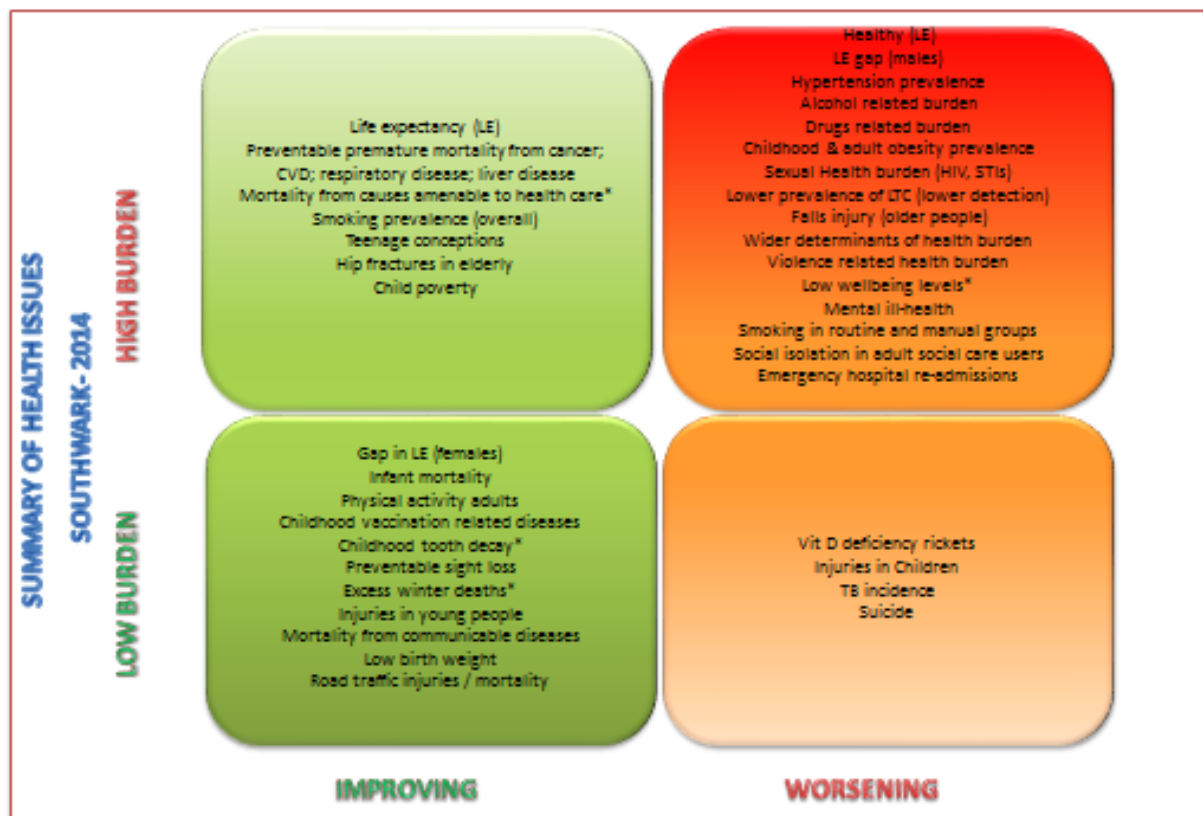 SUMMARY OF HEALTH ISSUES
SOUTHWARK- 2014
HIGH BURDEN
Life expectancy (LE)
Preventable premature mortality from cancer;
CVD; respiratory disease; liver disease
Mortality from causes amenable to health care*
Smoking prevalence (overall)
Teenage conceptions
Hip fractures in elderly
Child poverty
Healthy (LE)
LE gap (males)
Hypertension prevalence
Alcohol related burden
Drugs related burden
Childhood & adult obesity prevalence
Sexual Health burden (HIV, STIs)
Lower prevalence of LTC (lower detection)
Falls injury (older people)
Wider determinants of health burden
Violence related health burden
Low wellbeing levels*
Mental ill-health
Smoking in routine and manual groups
Social isolation in adult social care users
Emergency hospital re-admissions
LOW BURDEN
Gap in LE (females)
Infant mortality
Physical activity adults
Childhood vaccination related diseases
Childhood tooth decay*
Preventable sight loss
Excess winter deaths*
Injuries in young people
Mortality from communicable diseases
Low birth weight
Road traffic injuries / mortality
Vit D deficiency rickets
Injuries in Children
TB incidence
Suicide
IMPROVING
WORSENING